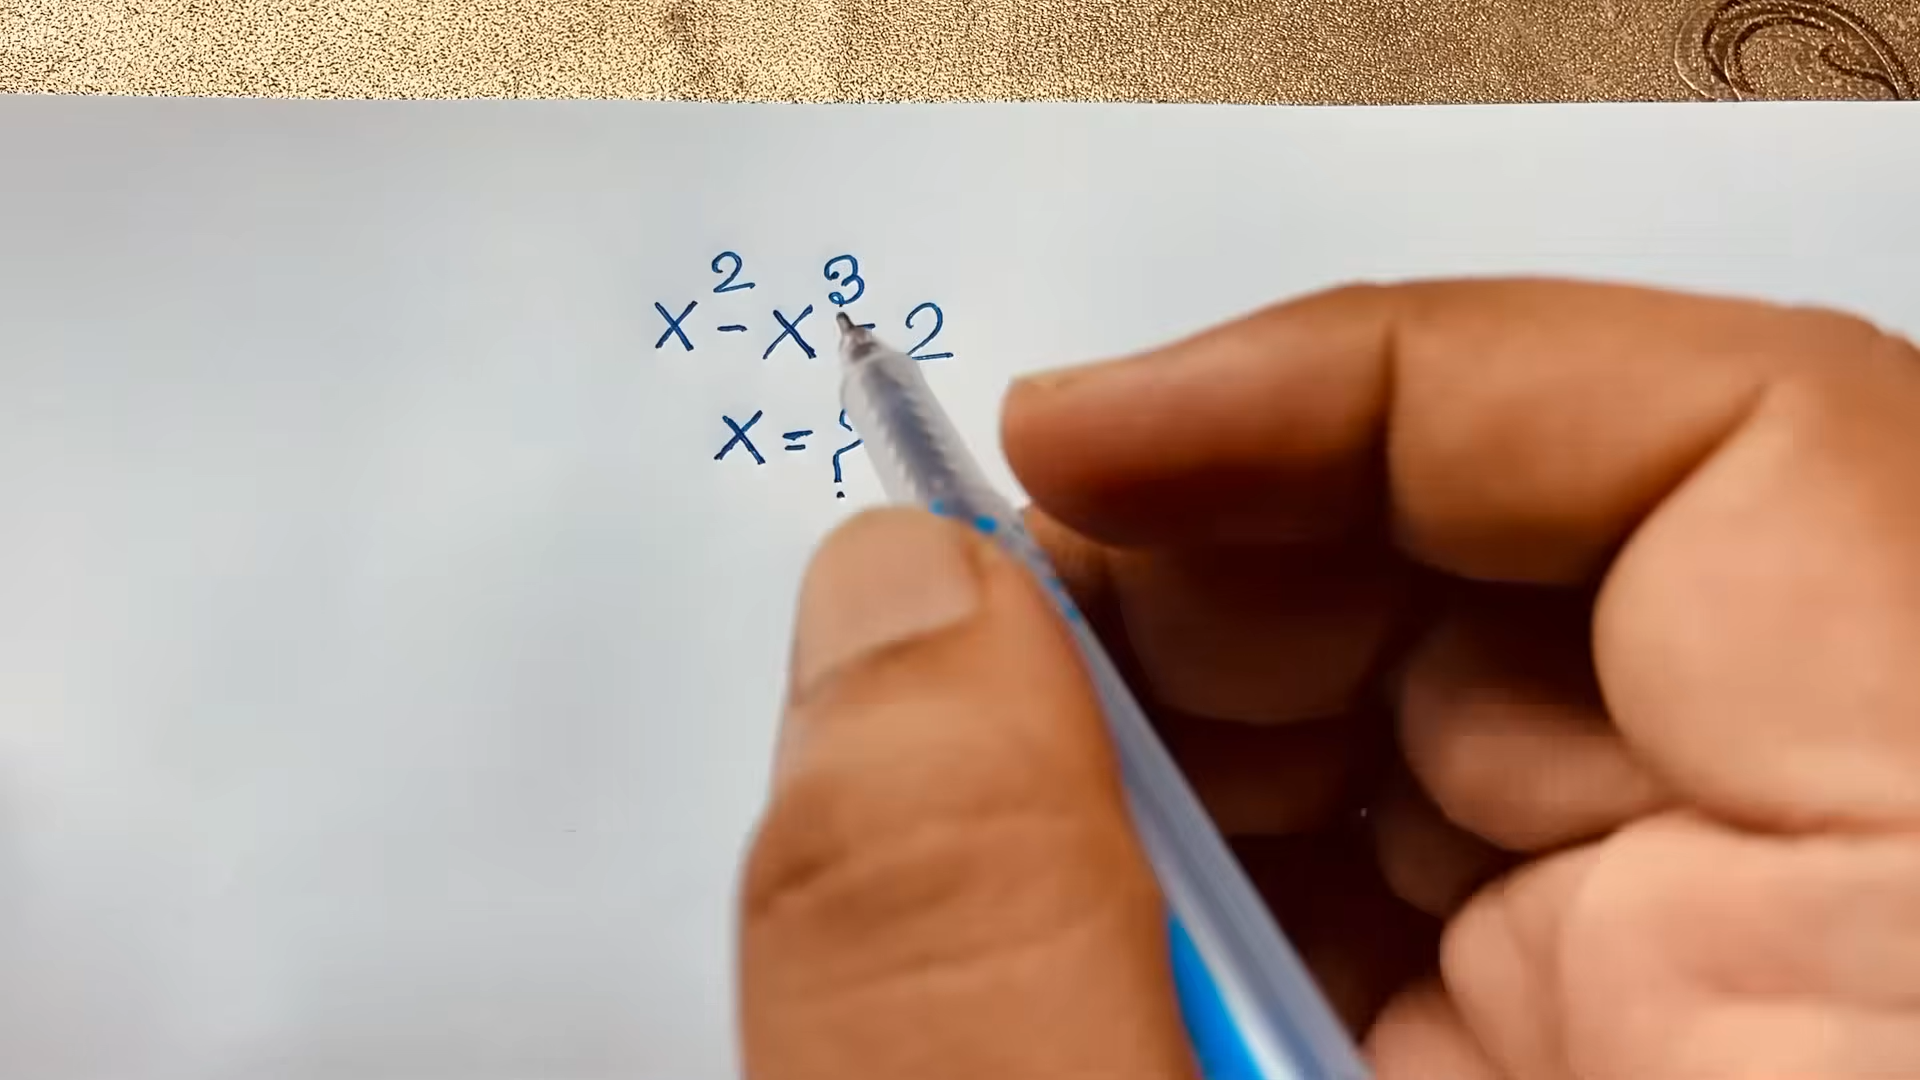 x² - x³ = 2
x = ?